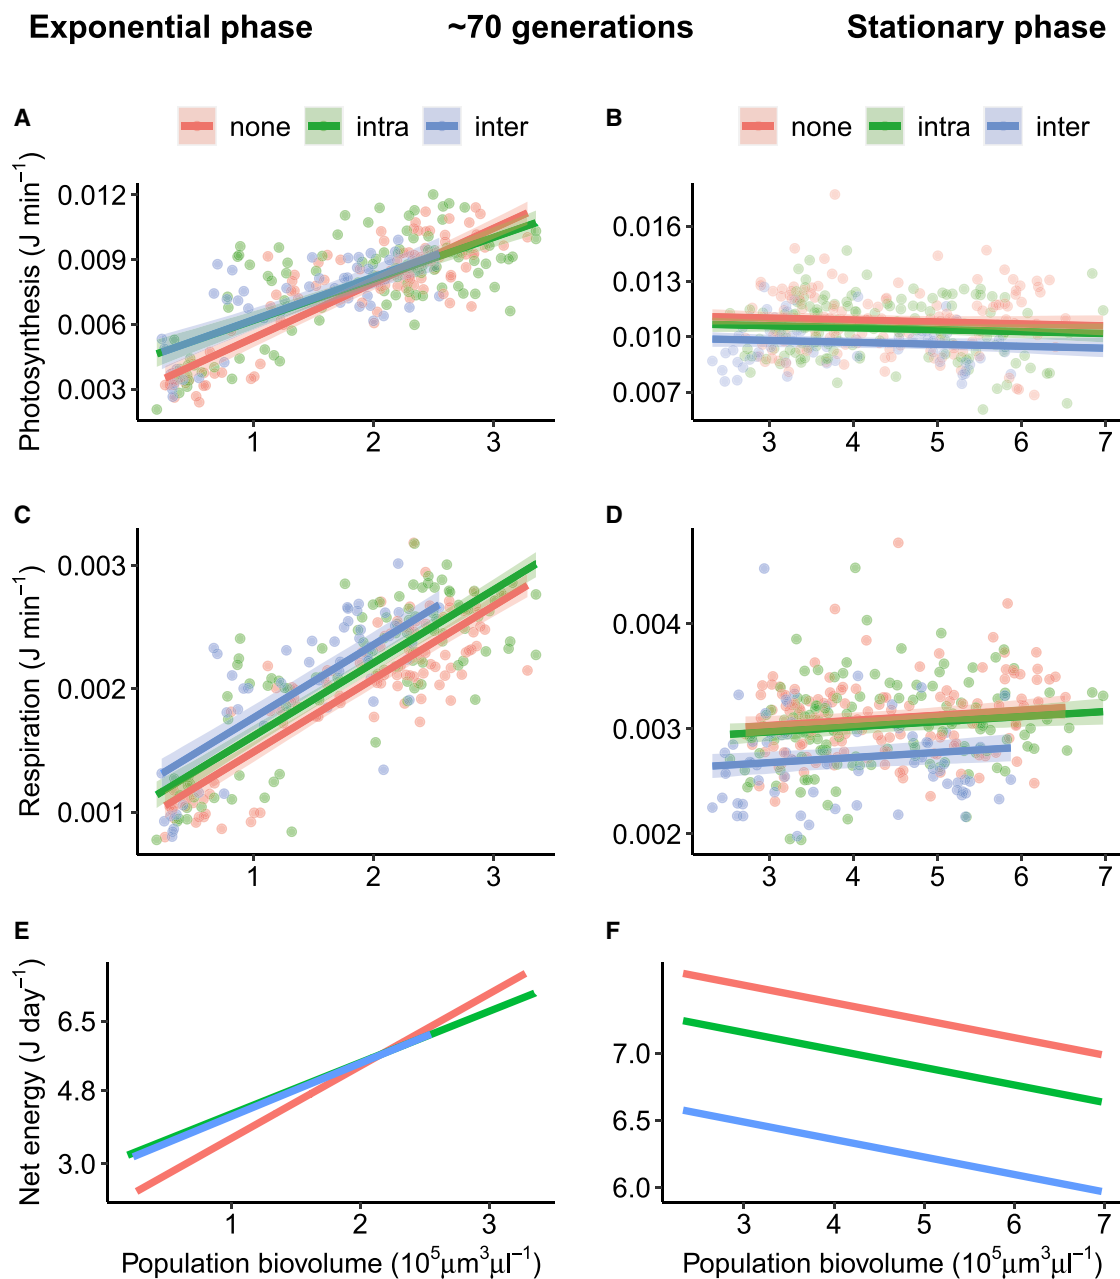 Exponential phase ~70 generations Stationary phase
A none intra inter
B none intra inter
Photosynthesis (J min⁻¹)
0.012
0.009
0.006
0.003
1 2 3
0.016
0.013
0.010
0.007
3 4 5 6 7
C
Respiration (J min⁻¹)
0.003
0.002
0.001
1 2 3
D
0.004
0.003
0.002
3 4 5 6 7
E
Net energy (J day⁻¹)
6.5
4.8
3.0
1 2 3
Population biovolume (10⁵μm³μl⁻¹)
F
7.0
6.5
6.0
3 4 5 6 7
Population biovolume (10⁵μm³μl⁻¹)